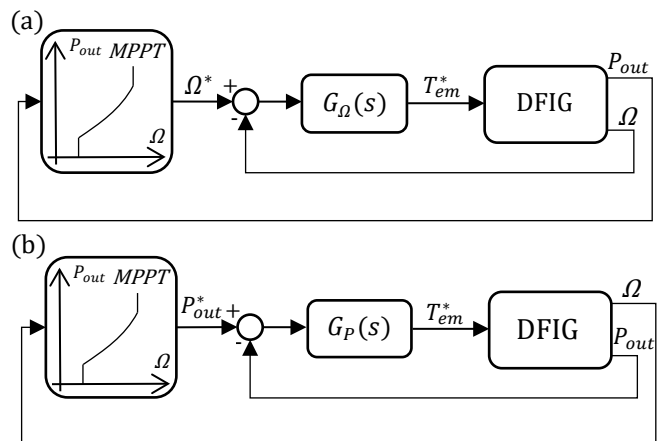 (a)
P_out MPPT
Ω
Ω* + -
G_Ω(s)
T*_em
DFIG
P_out
Ω
(b)
P_out MPPT
Ω
P*_out + -
G_P(s)
T*_em
DFIG
Ω
P_out